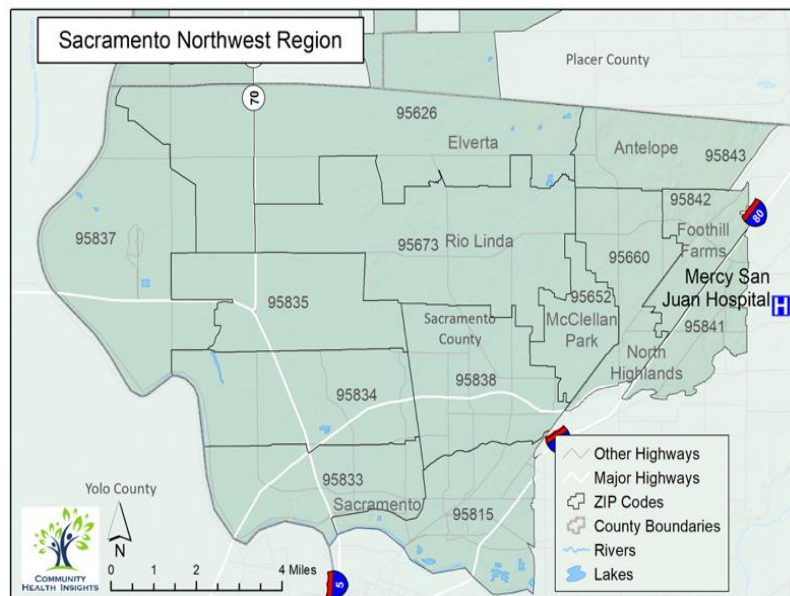 Sacramento Northwest Region
Placer County
70
95626
Elverta
Antelope
95843
95842
80
95837
Foothill
Farms
95673
Rio Linda
95660
Mercy San
Juan Hospital
H
95652
95835
McClellan
Park
95841
Sacramento
County
North
Highlands
95834
95838
Other Highways
Major Highways
ZIP Codes
County Boundaries
Rivers
Lakes
95833
Yolo County
Sacramento
95815
N
0 1 2 4 Miles
5
COMMUNITY
HEALTH INSIGHTS